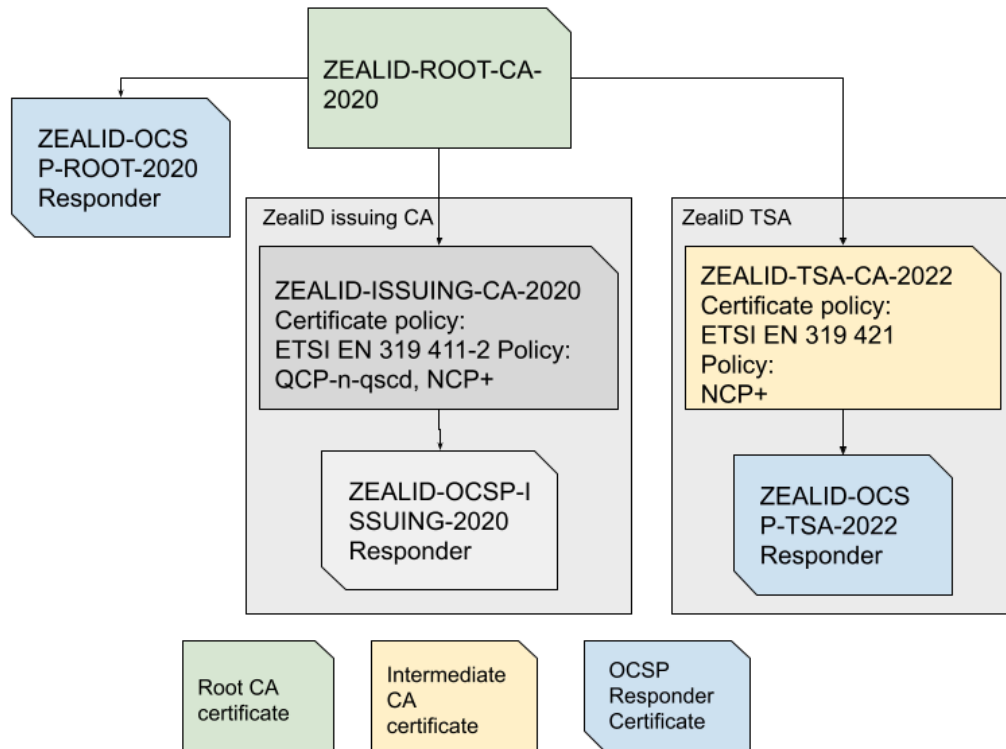 ZEALID-ROOT-CA-
2020
ZEALID-OCS
P-ROOT-2020
Responder
ZealiD issuing CA
ZEALID-ISSUING-CA-2020
Certificate policy:
ETSI EN 319 411-2 Policy:
QCP-n-qscd, NCP+
ZEALID-OCSP-I
SSUING-2020
Responder
ZealiD TSA
ZEALID-TSA-CA-2022
Certificate policy:
ETSI EN 319 421
Policy:
NCP+
ZEALID-OCS
P-TSA-2022
Responder
Root CA
certificate
Intermediate
CA
certificate
OCSP
Responder
Certificate